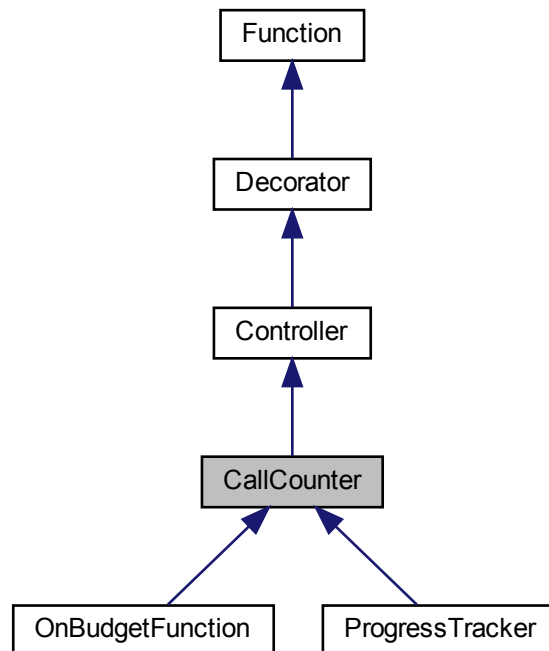 Function
Decorator
Controller
CallCounter
OnBudgetFunction
ProgressTracker